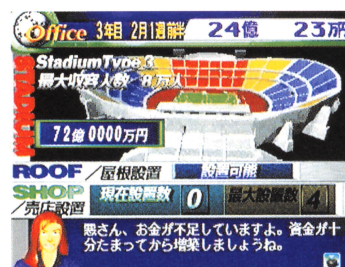 Office 3年目 2月1週前半 24億 23万円
STADIUM
StadiumType 3
最大収容人数 8万人
72億0000万円
ROOF /屋根設置 設置可能
SHOP /売店設置 現在設置数 0 最大設置数 4
さん、お金が不足していますよ。資金が十
分たまってから増築しましょうね。